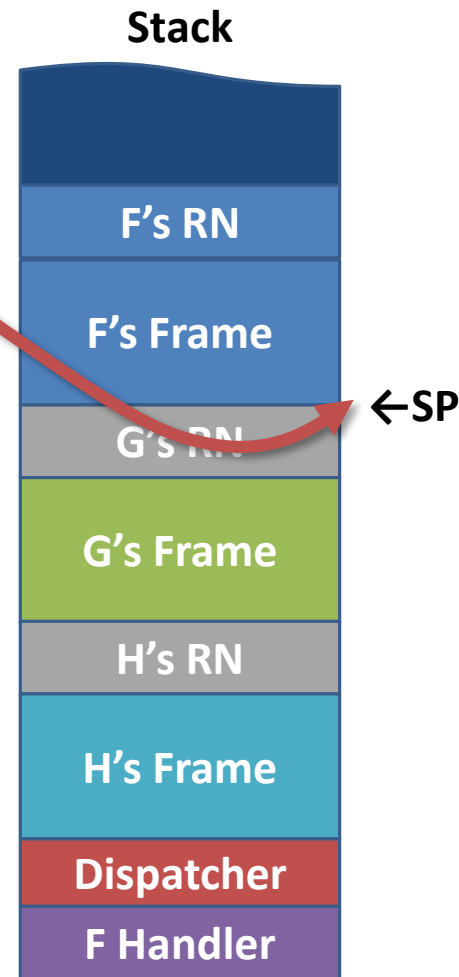 Stack
F’s RN
F’s Frame
←SP
G’s RN
G’s Frame
H’s RN
H’s Frame
Dispatcher
F Handler